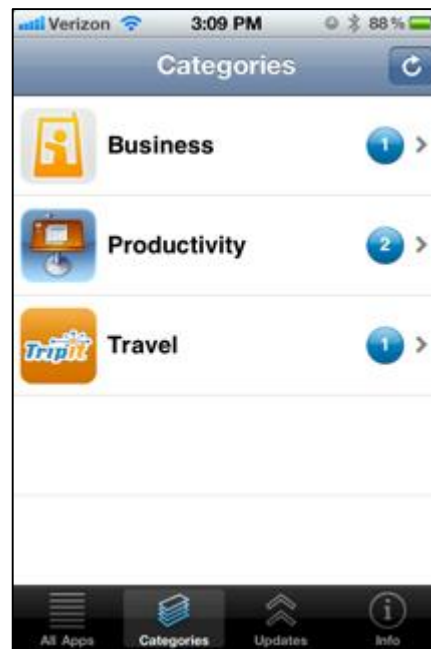 Verizon 3:09 PM 88%
Categories
Business 1
Productivity 2
TripIt Travel 1
All Apps Categories Updates Info